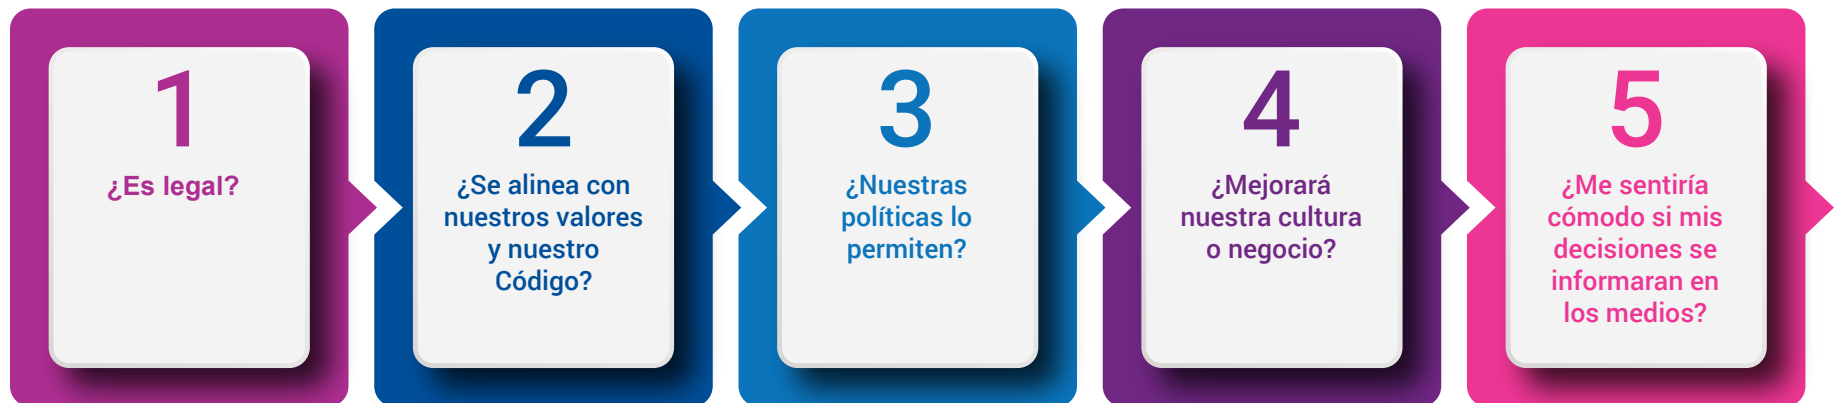 1
¿Es legal?
2
¿Se alinea con
nuestros valores
y nuestro
Código?
3
¿Nuestras
políticas lo
permiten?
4
¿Mejorará
nuestra cultura
o negocio?
5
¿Me sentiría
cómodo si mis
decisiones se
informaran en
los medios?